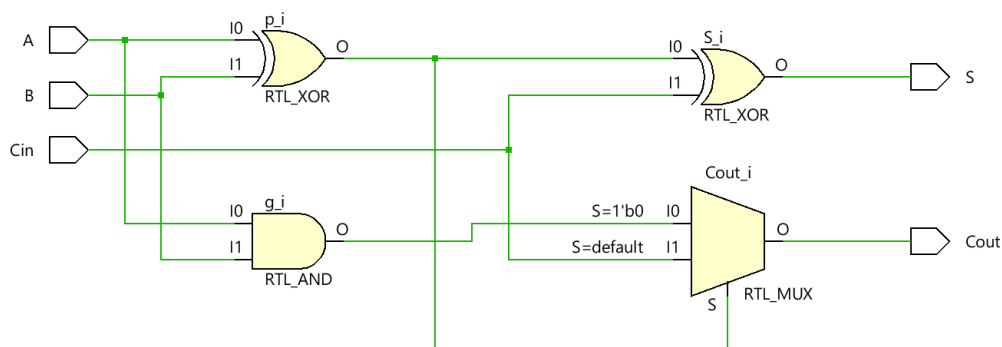 p_i
A
I0
I1
O
RTL_XOR
B
Cin
S_i
I0
I1
O
RTL_XOR
S
g_i
I0
I1
O
RTL_AND
Cout_i
S=1'b0
I0
S=default
I1
O
S
RTL_MUX
Cout